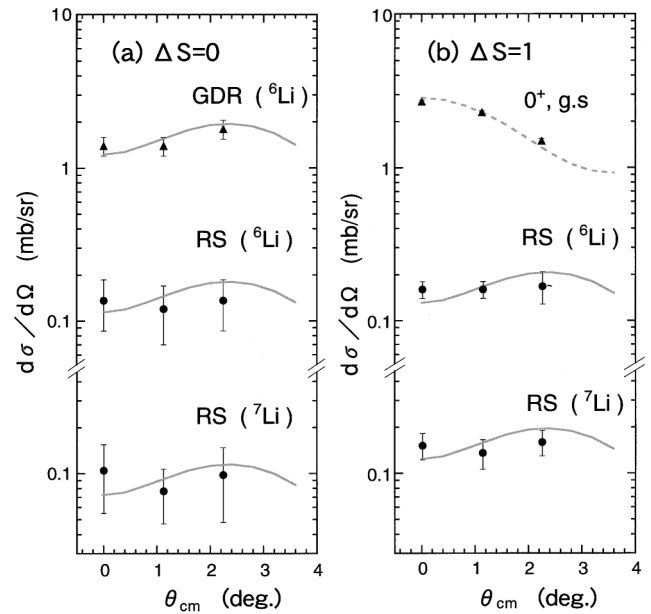 (a) ΔS=0
GDR (⁶Li)
RS (⁶Li)
RS (⁷Li)
10
1
0.1
0.1
dσ/dΩ (mb/sr)
0 1 2 3 4
θcm (deg.)
(b) ΔS=1
0⁺, g.s
RS (⁶Li)
RS (⁷Li)
10
1
0.1
0.1
dσ/dΩ (mb/sr)
0 1 2 3 4
θcm (deg.)